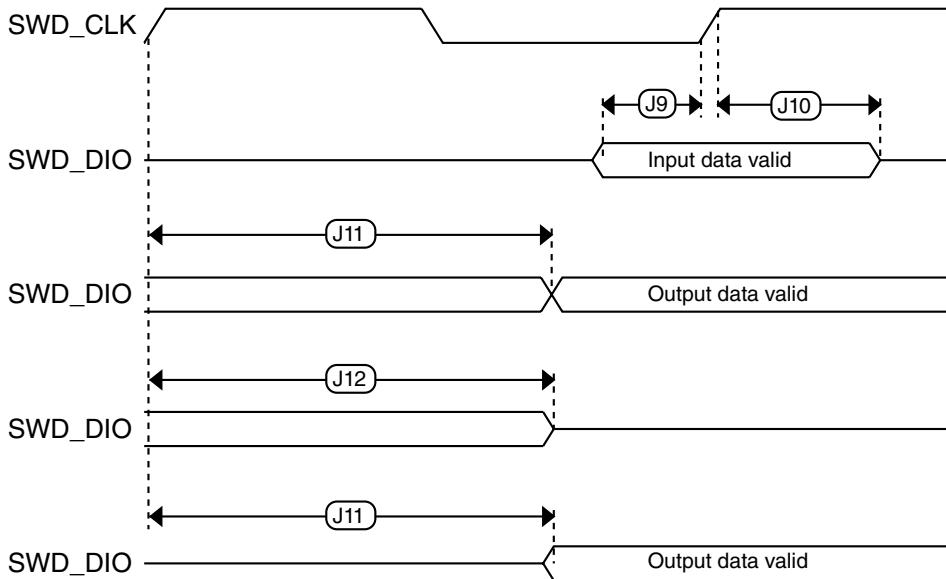 SWD_CLK
J9
J10
SWD_DIO
Input data valid
J11
SWD_DIO
Output data valid
J12
SWD_DIO
J11
SWD_DIO
Output data valid